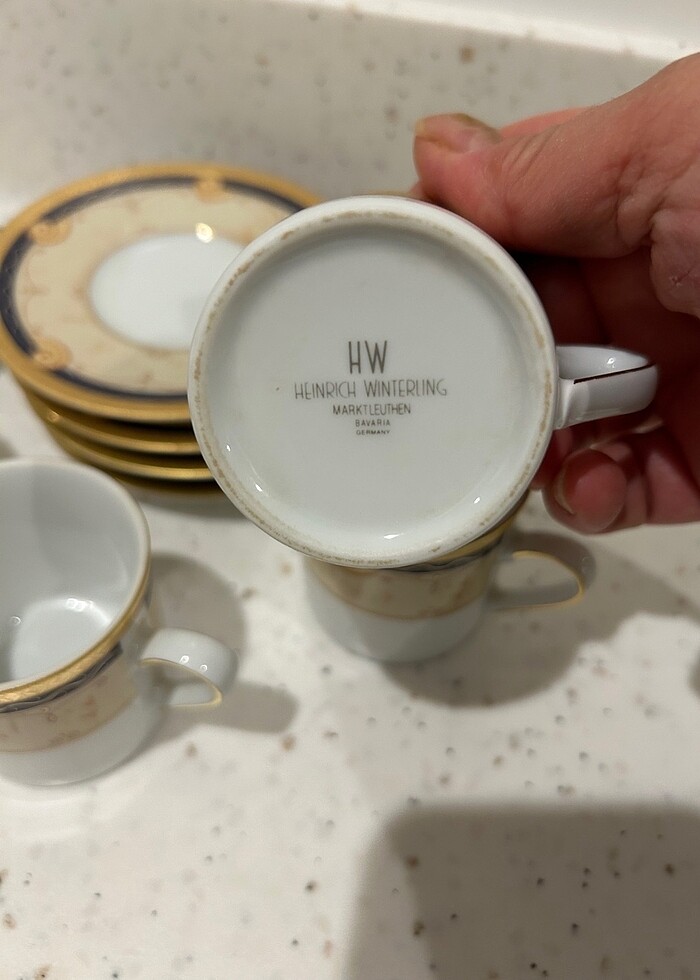 HW
HEINRICH WINTERLING
MARKTLEUTHEN
BAVARIA
GERMANY